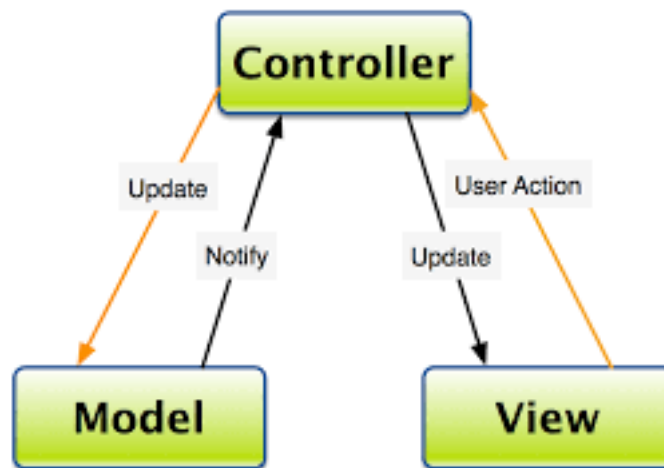 Controller
Update
User Action
Notify
Update
Model
View